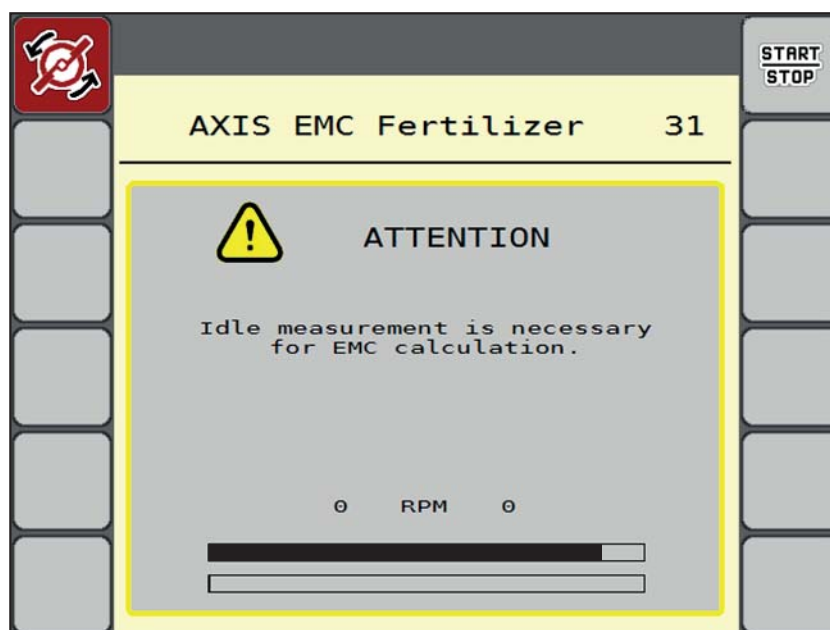 START
STOP
AXIS EMC Fertilizer 31
! ATTENTION
Idle measurement is necessary
for EMC calculation.
0 RPM 0